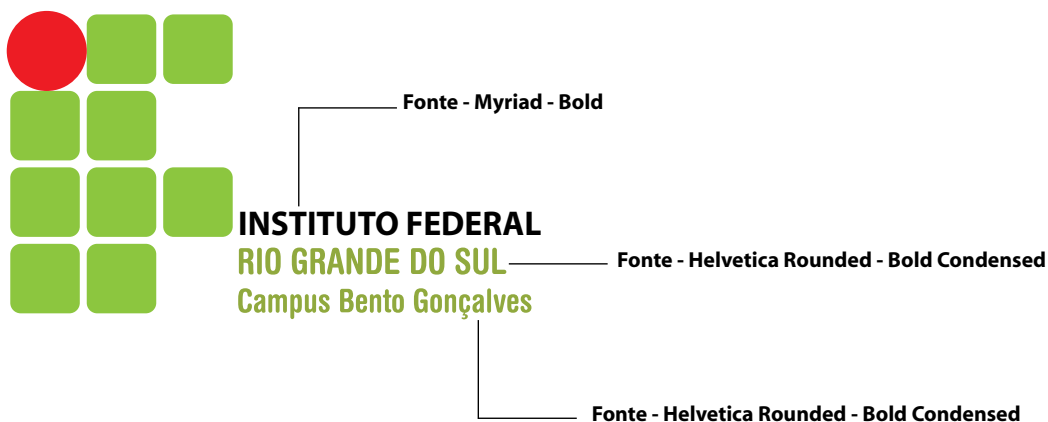 Fonte - Myriad - Bold
INSTITUTO FEDERAL
RIO GRANDE DO SUL
Fonte - Helvetica Rounded - Bold Condensed
Campus Bento Gonçalves
Fonte - Helvetica Rounded - Bold Condensed